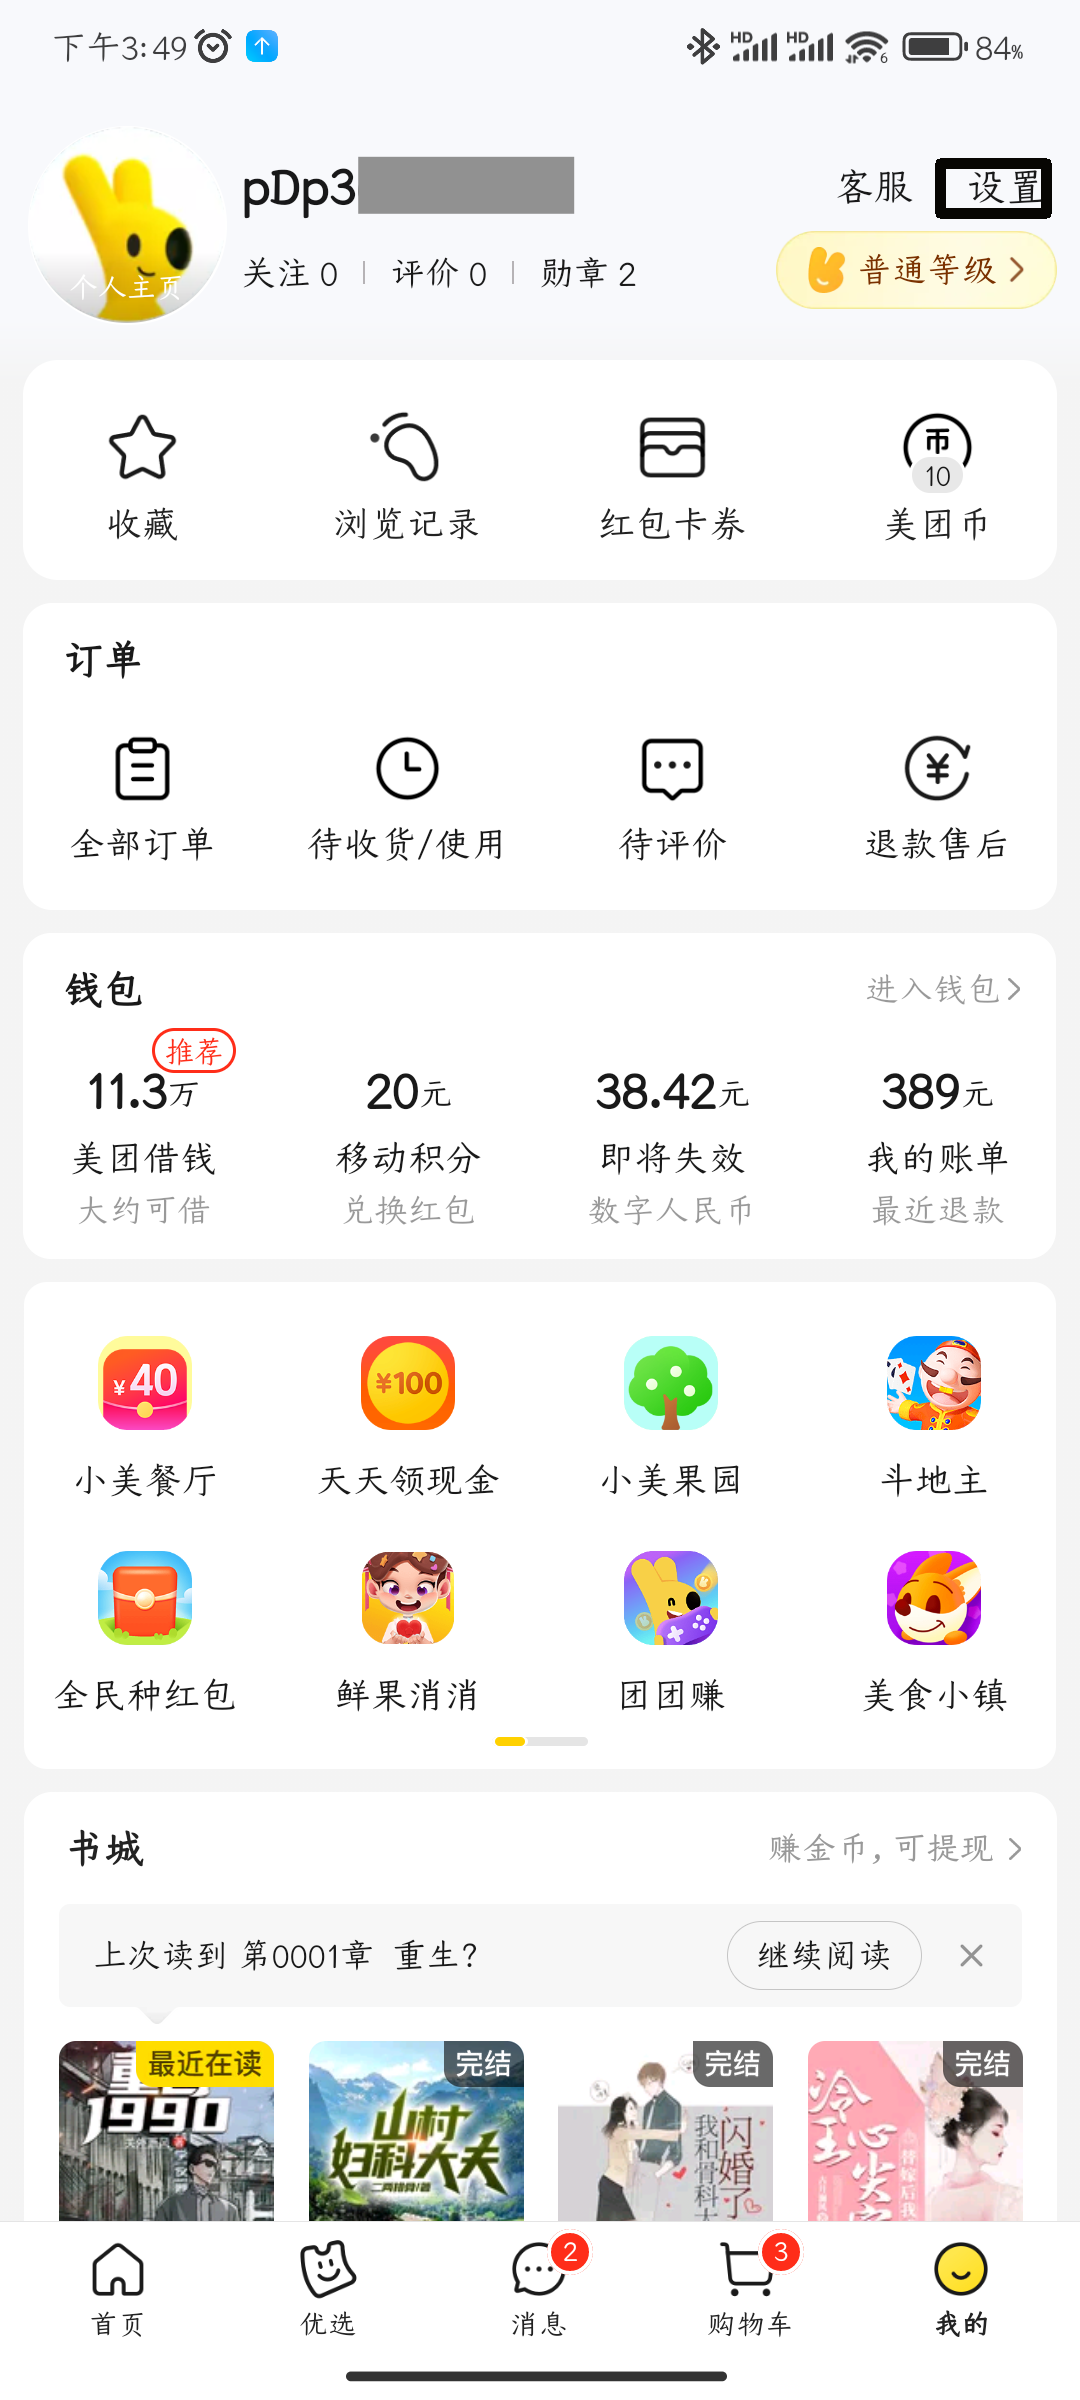 下午3:49
HD HD 6 84%
pDp3
客服 设置
个人主页
关注 0 评价 0 勋章 2
普通等级
币
10
收藏 浏览记录 红包卡券 美团币
订单
全部订单 待收货/使用 待评价 退款售后
钱包 进入钱包
推荐
11.3万 20元 38.42元 389元
美团借钱 移动积分 即将失效 我的账单
大约可借 兑换红包 数字人民币 最近退款
¥40 ¥100
小美餐厅 天天领现金 小美果园 斗地主
全民种红包 鲜果消消 团团赚 美食小镇
书城 赚金币, 可提现
上次读到 第0001章 重生? 继续阅读
最近在读 完结 完结 完结
1990
山村
妇科大夫
闪婚了
我和骨科大
替嫁后我
2 3
首页 优选 消息 购物车 我的